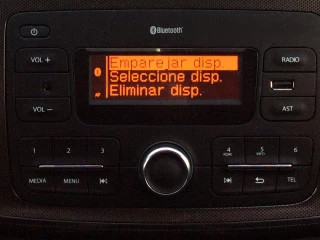 Bluetooth
Emparejar disp.
VOL +
RADIO
Seleccione disp.
Eliminar disp.
VOL −
AST
1 2 3 4 5 6
MEDIA MENU TEL